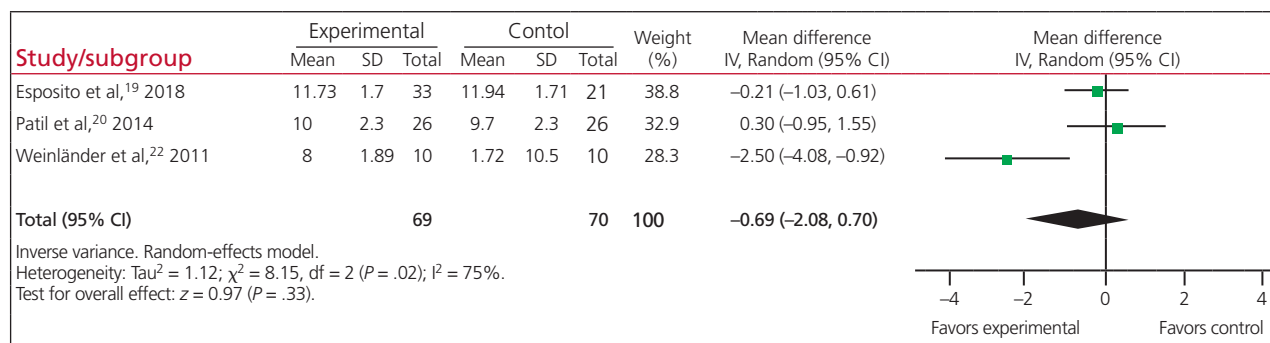 Study/subgroup Experimental Contol Weight (%) Mean difference IV, Random (95% CI) Mean difference IV, Random (95% CI)
Mean SD Total Mean SD Total
Esposito et al,19 2018 11.73 1.7 33 11.94 1.71 21 38.8 –0.21 (–1.03, 0.61)
Patil et al,20 2014 10 2.3 26 9.7 2.3 26 32.9 0.30 (–0.95, 1.55)
Weinländer et al,22 2011 8 1.89 10 1.72 10.5 10 28.3 –2.50 (–4.08, –0.92)
Total (95% CI) 69 70 100 –0.69 (–2.08, 0.70)
Inverse variance. Random-effects model.
Heterogeneity: Tau2 = 1.12; χ2 = 8.15, df = 2 (P = .02); I2 = 75%.
Test for overall effect: z = 0.97 (P = .33).
–4 –2 0 2 4
Favors experimental Favors control